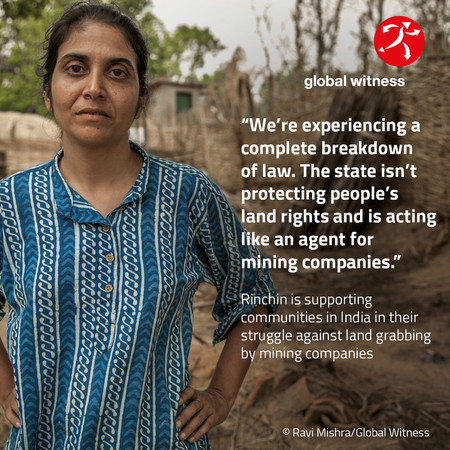 global witness
“We’re experiencing a
complete breakdown
of law. The state isn’t
protecting people’s
land rights and is acting
like an agent for
mining companies.”
Rinchin is supporting
communities in India in their
struggle against land grabbing
by mining companies
© Ravi Mishra/Global Witness